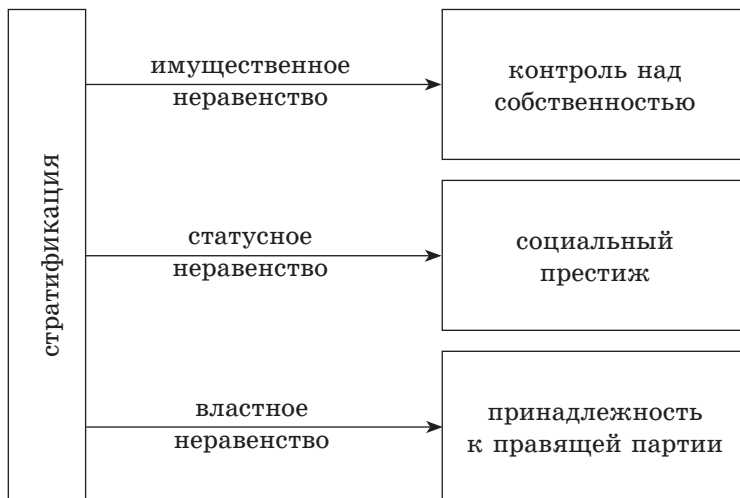 стратификация
имущественное
неравенство
контроль над
собственностью
статусное
неравенство
социальный
престиж
властное
неравенство
принадлежность
к правящей партии